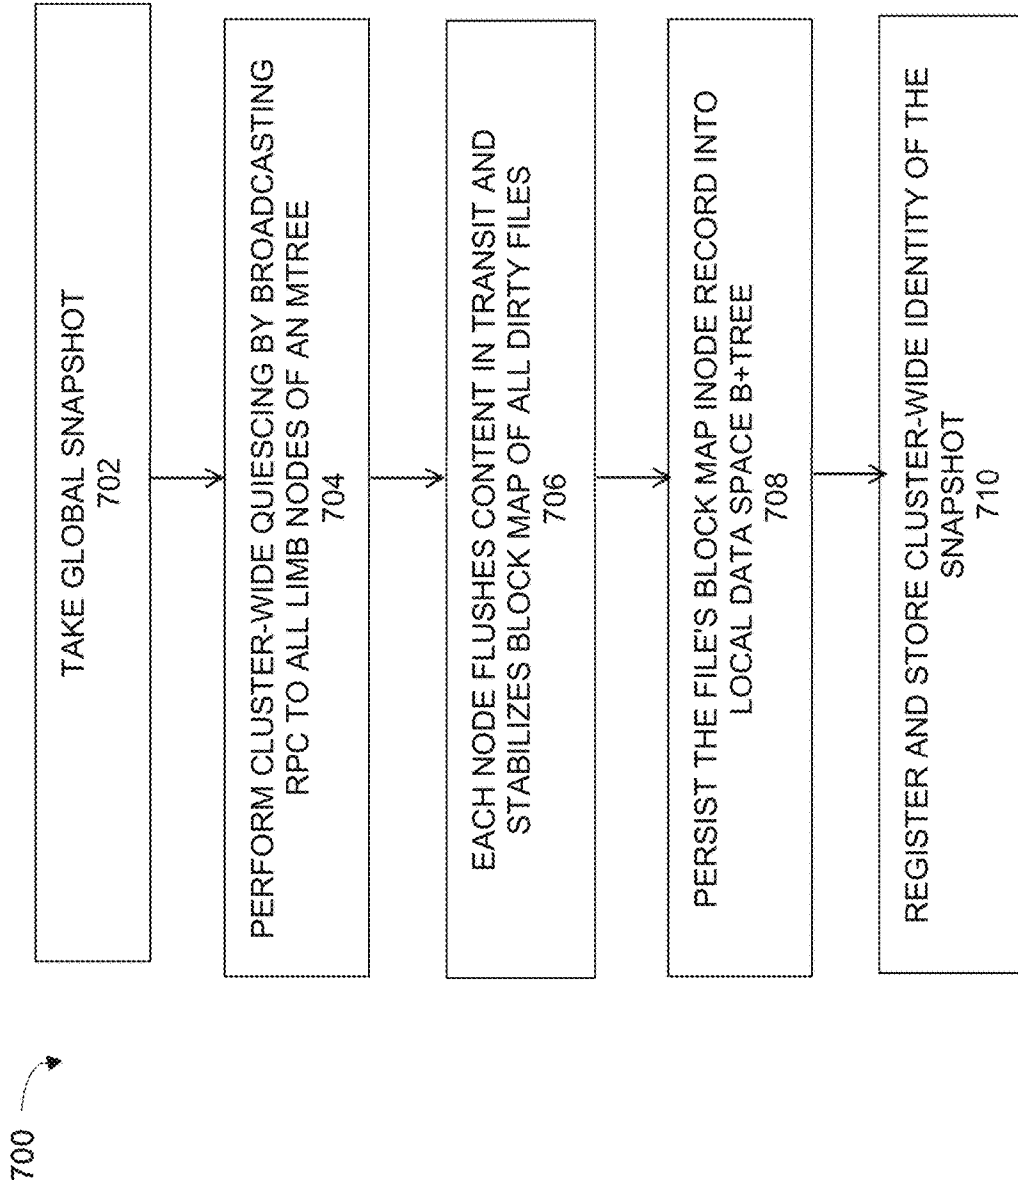 700
TAKE GLOBAL SNAPSHOT
702
PERFORM CLUSTER-WIDE QUIESCING BY BROADCASTING
RPC TO ALL LIMB NODES OF AN MTREE
704
EACH NODE FLUSHES CONTENT IN TRANSIT AND
STABILIZES BLOCK MAP OF ALL DIRTY FILES
706
PERSIST THE FILE'S BLOCK MAP INODE RECORD INTO
LOCAL DATA SPACE B+TREE
708
REGISTER AND STORE CLUSTER-WIDE IDENTITY OF THE
SNAPSHOT
710